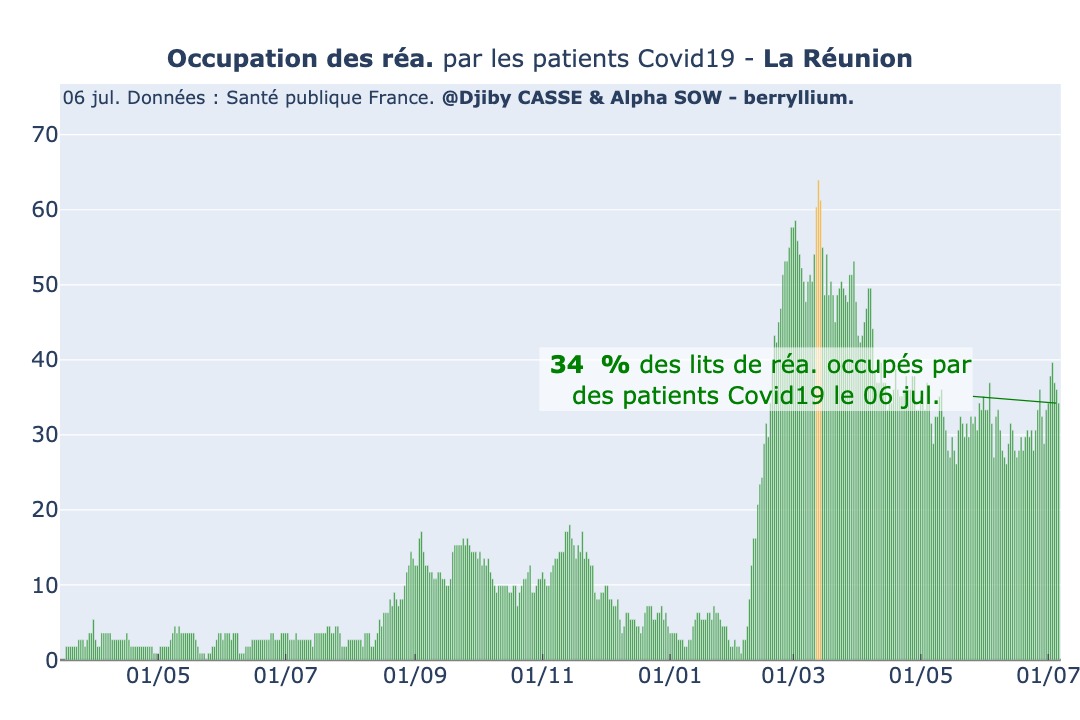 Occupation des réa. par les patients Covid19 - La Réunion
06 jul. Données : Santé publique France. @Djiby CASSE & Alpha SOW - berryllium.
70
60
50
40
30
20
10
0
34 % des lits de réa. occupés par
des patients Covid19 le 06 jul.
01/05 01/07 01/09 01/11 01/01 01/03 01/05 01/07